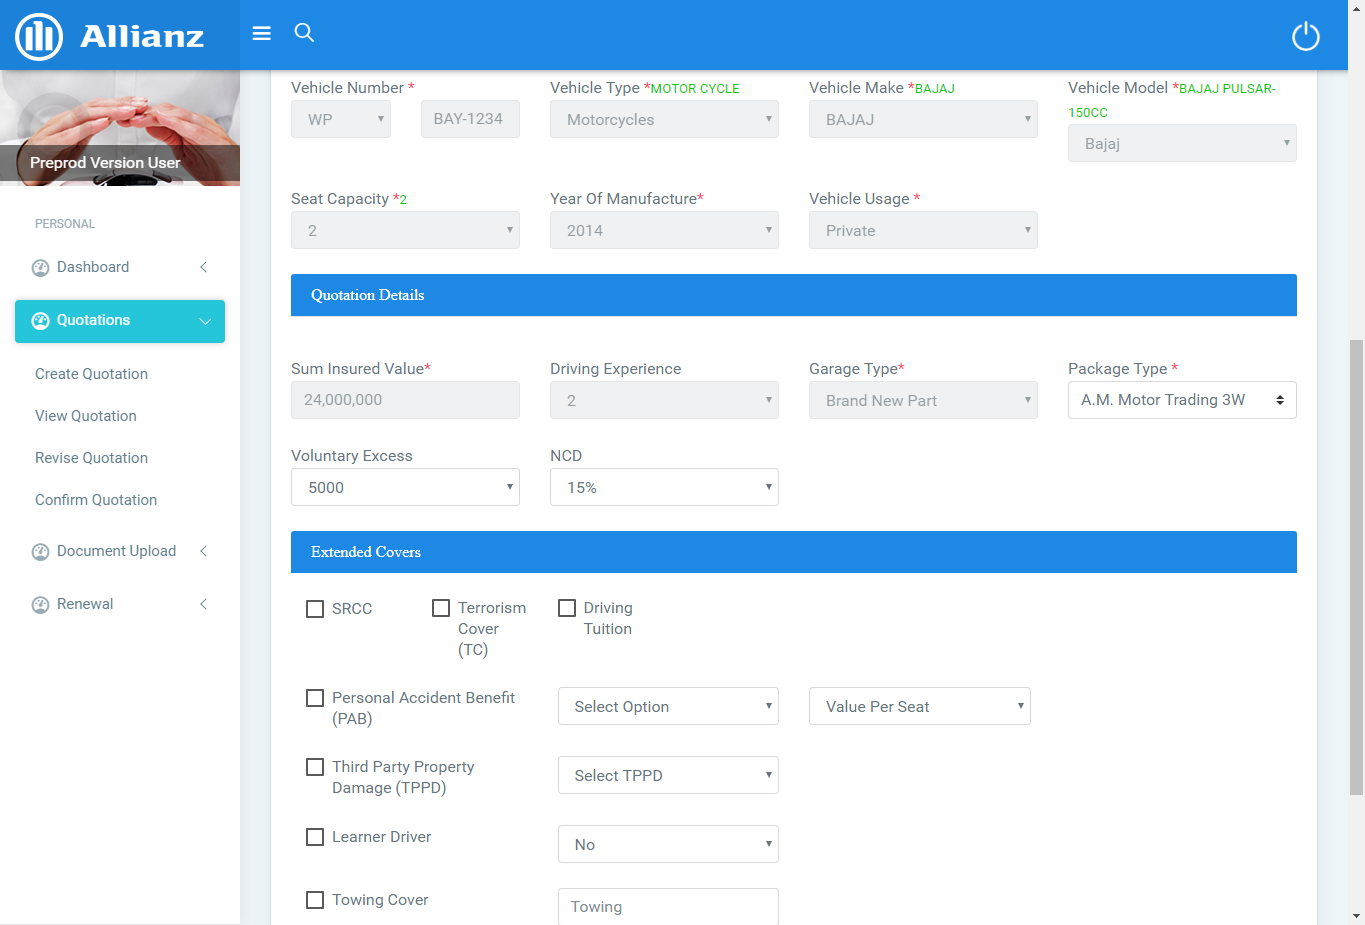 Allianz
Preprod Version User
PERSONAL
Dashboard
Quotations
Create Quotation
View Quotation
Revise Quotation
Confirm Quotation
Document Upload
Renewal
Vehicle Number *
WP
BAY-1234
Vehicle Type *MOTOR CYCLE
Motorcycles
Vehicle Make *BAJAJ
BAJAJ
Vehicle Model *BAJAJ PULSAR-
150CC
Bajaj
Seat Capacity *2
2
Year Of Manufacture*
2014
Vehicle Usage *
Private
Quotation Details
Sum Insured Value*
24,000,000
Driving Experience
2
Garage Type*
Brand New Part
Package Type *
A.M. Motor Trading 3W
Voluntary Excess
5000
NCD
15%
Extended Covers
SRCC
Terrorism
Cover
(TC)
Driving
Tuition
Personal Accident Benefit
(PAB)
Select Option
Value Per Seat
Third Party Property
Damage (TPPD)
Select TPPD
Learner Driver
No
Towing Cover
Towing